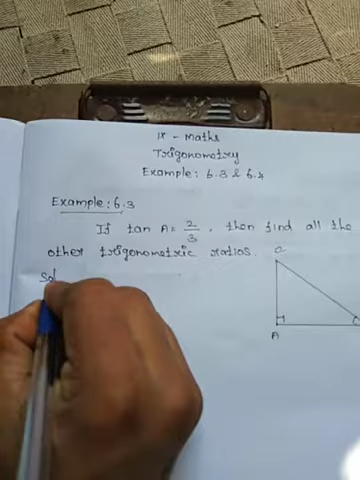 IX - Maths
Trigonometry
Example: 6.3 & 6.4
Example: 6.3
If tan A = 2/3, then find all the
other trigonometric ratios.
Sol
C
A